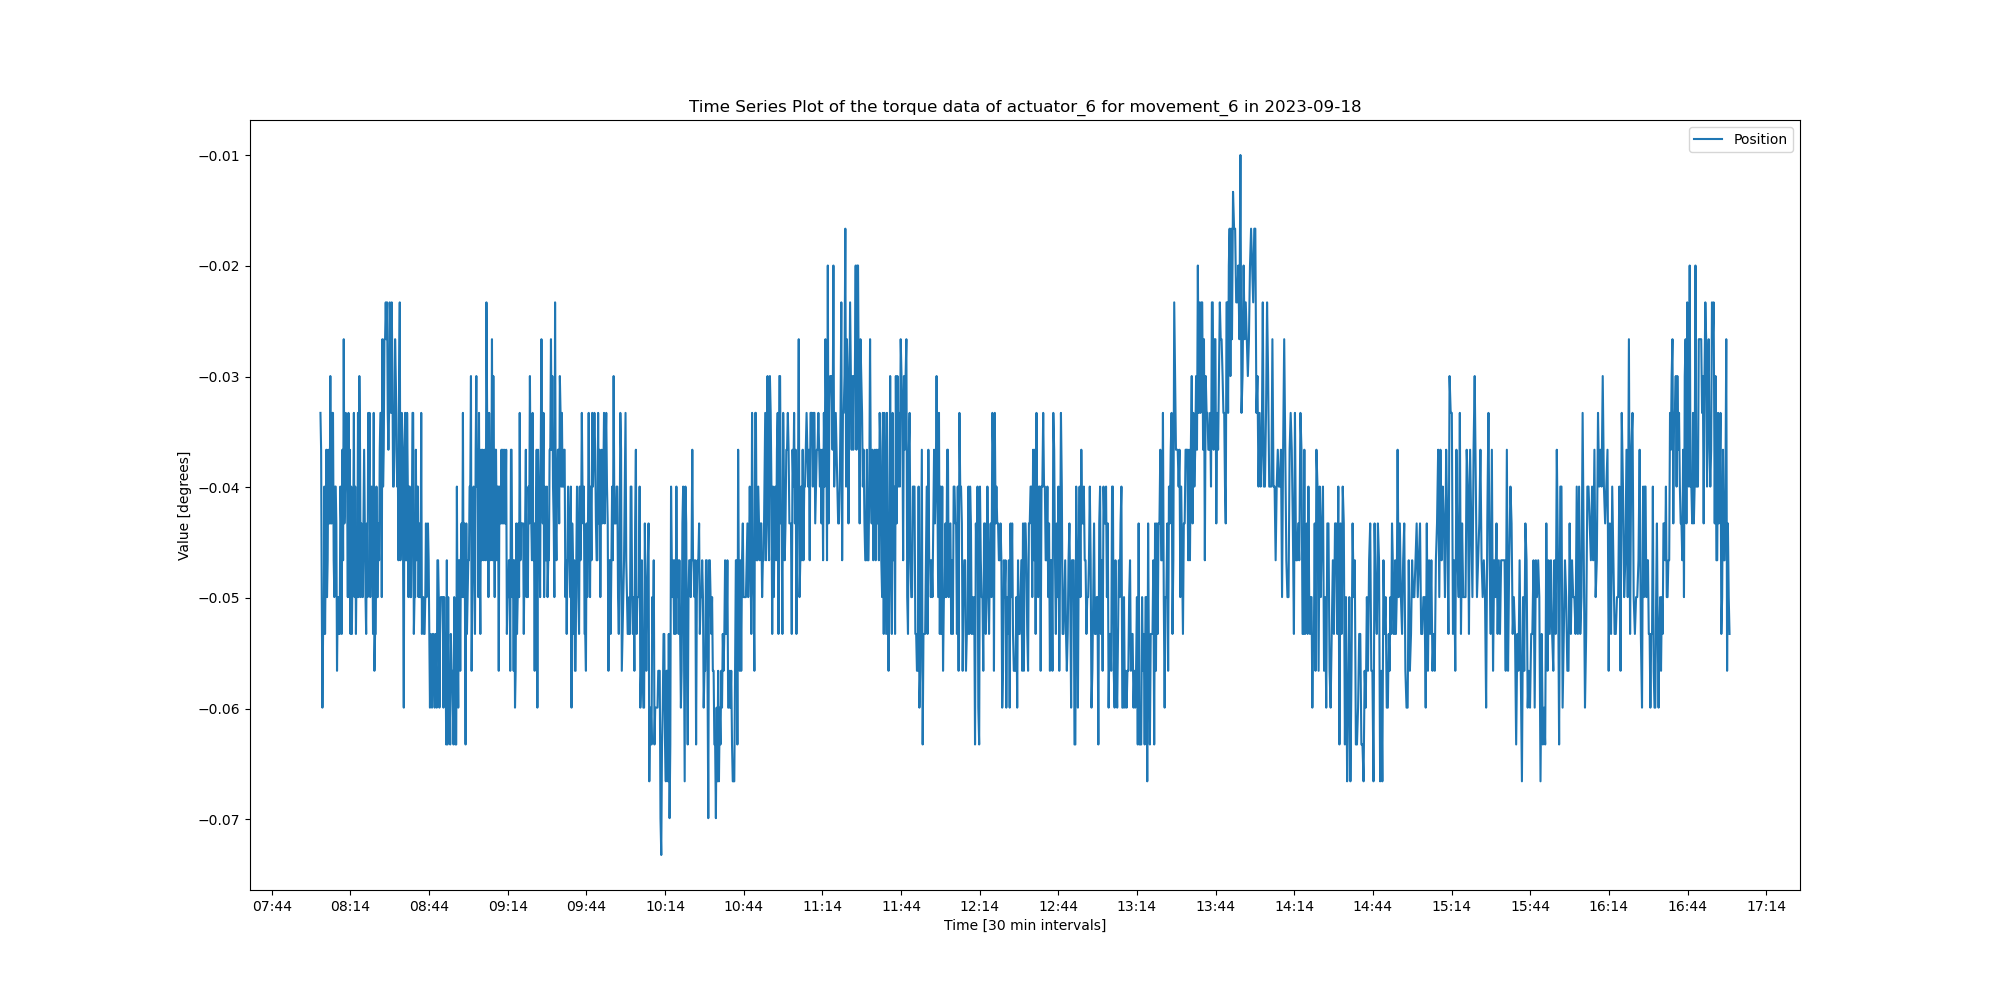 Time Series Plot of the torque data of actuator_6 for movement_6 in 2023-09-18
Position
−0.01
−0.02
−0.03
−0.04
−0.05
−0.06
−0.07
Value [degrees]
07:44 08:14 08:44 09:14 09:44 10:14 10:44 11:14 11:44 12:14 12:44 13:14 13:44 14:14 14:44 15:14 15:44 16:14 16:44 17:14
Time [30 min intervals]